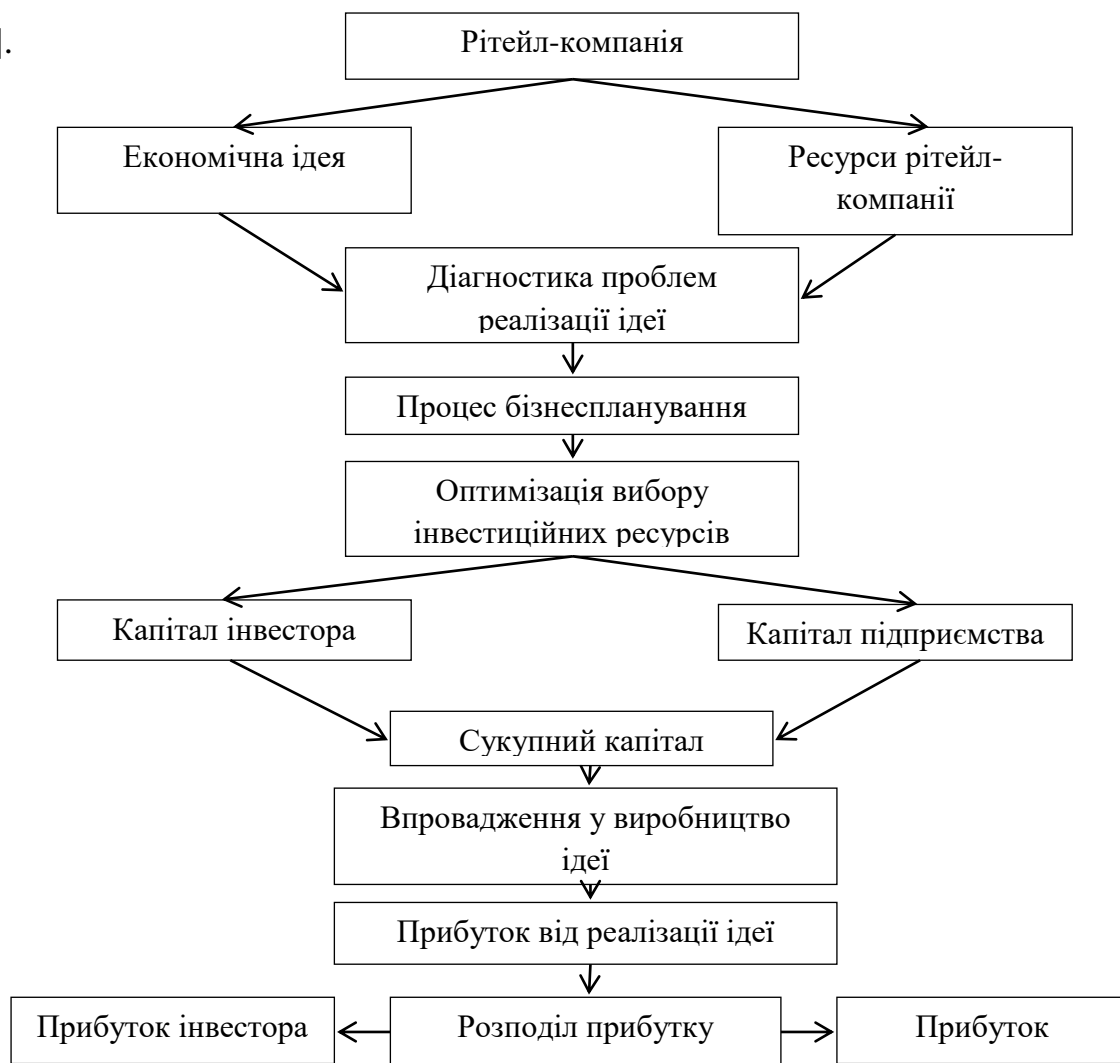 ].
Рітейл-компанія
Економічна ідея
Ресурси рітейл-
компанії
Діагностика проблем
реалізації ідеї
Процес бізнеспланування
Оптимізація вибору
інвестиційних ресурсів
Капітал інвестора
Капітал підприємства
Сукупний капітал
Впровадження у виробництво
ідеї
Прибуток від реалізації ідеї
Прибуток інвестора
Розподіл прибутку
Прибуток